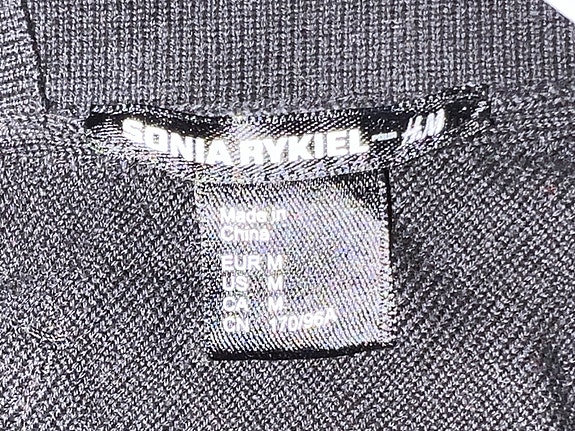 SONIA RYKIEL – H&M
Made in
China
EUR M
US M
CA M
CN 170/96A